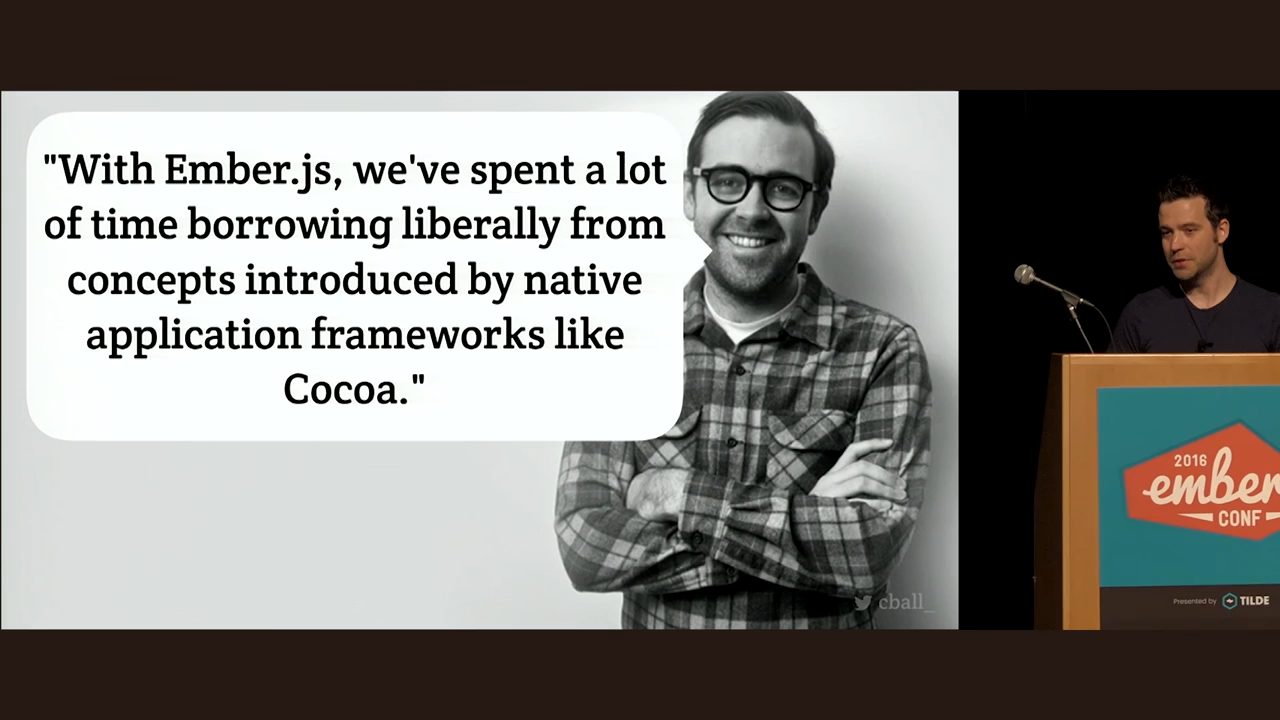 "With Ember.js, we've spent a lot
of time borrowing liberally from
concepts introduced by native
application frameworks like
Cocoa."
cball_
2016
ember
CONF
Presented by TILDE